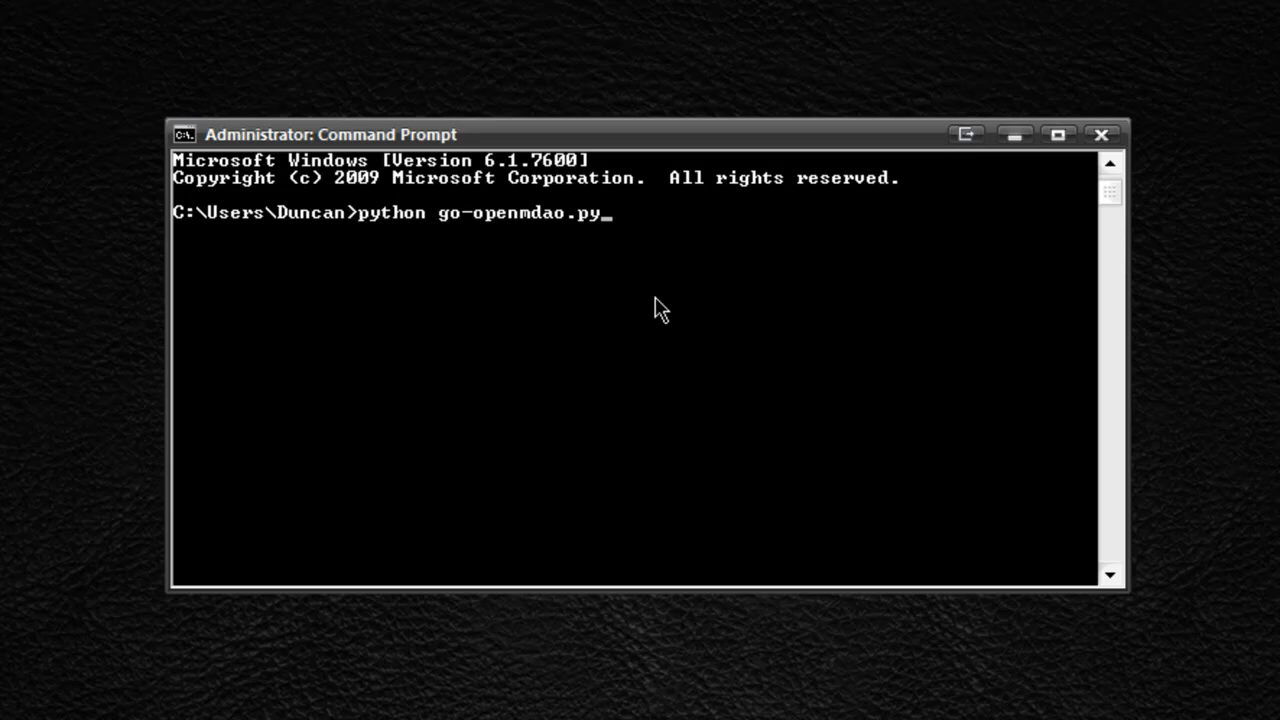 C:\.
Administrator: Command Prompt
Microsoft Windows [Version 6.1.7600]
Copyright (c) 2009 Microsoft Corporation.  All rights reserved.
C:\Users\Duncan>python go-openmdao.py_